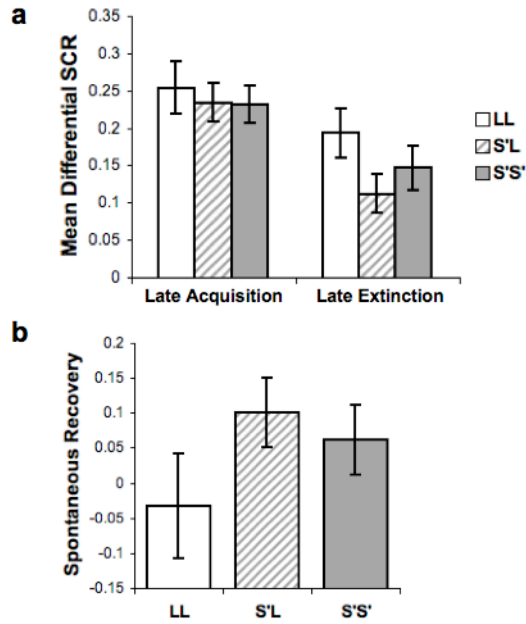 a
Mean Differential SCR
0.35
0.3
0.25
0.2
0.15
0.1
0.05
0
Late Acquisition Late Extinction
LL
S'L
S'S'
b
Spontaneous Recovery
0.2
0.15
0.1
0.05
0
-0.05
-0.1
-0.15
LL S'L S'S'